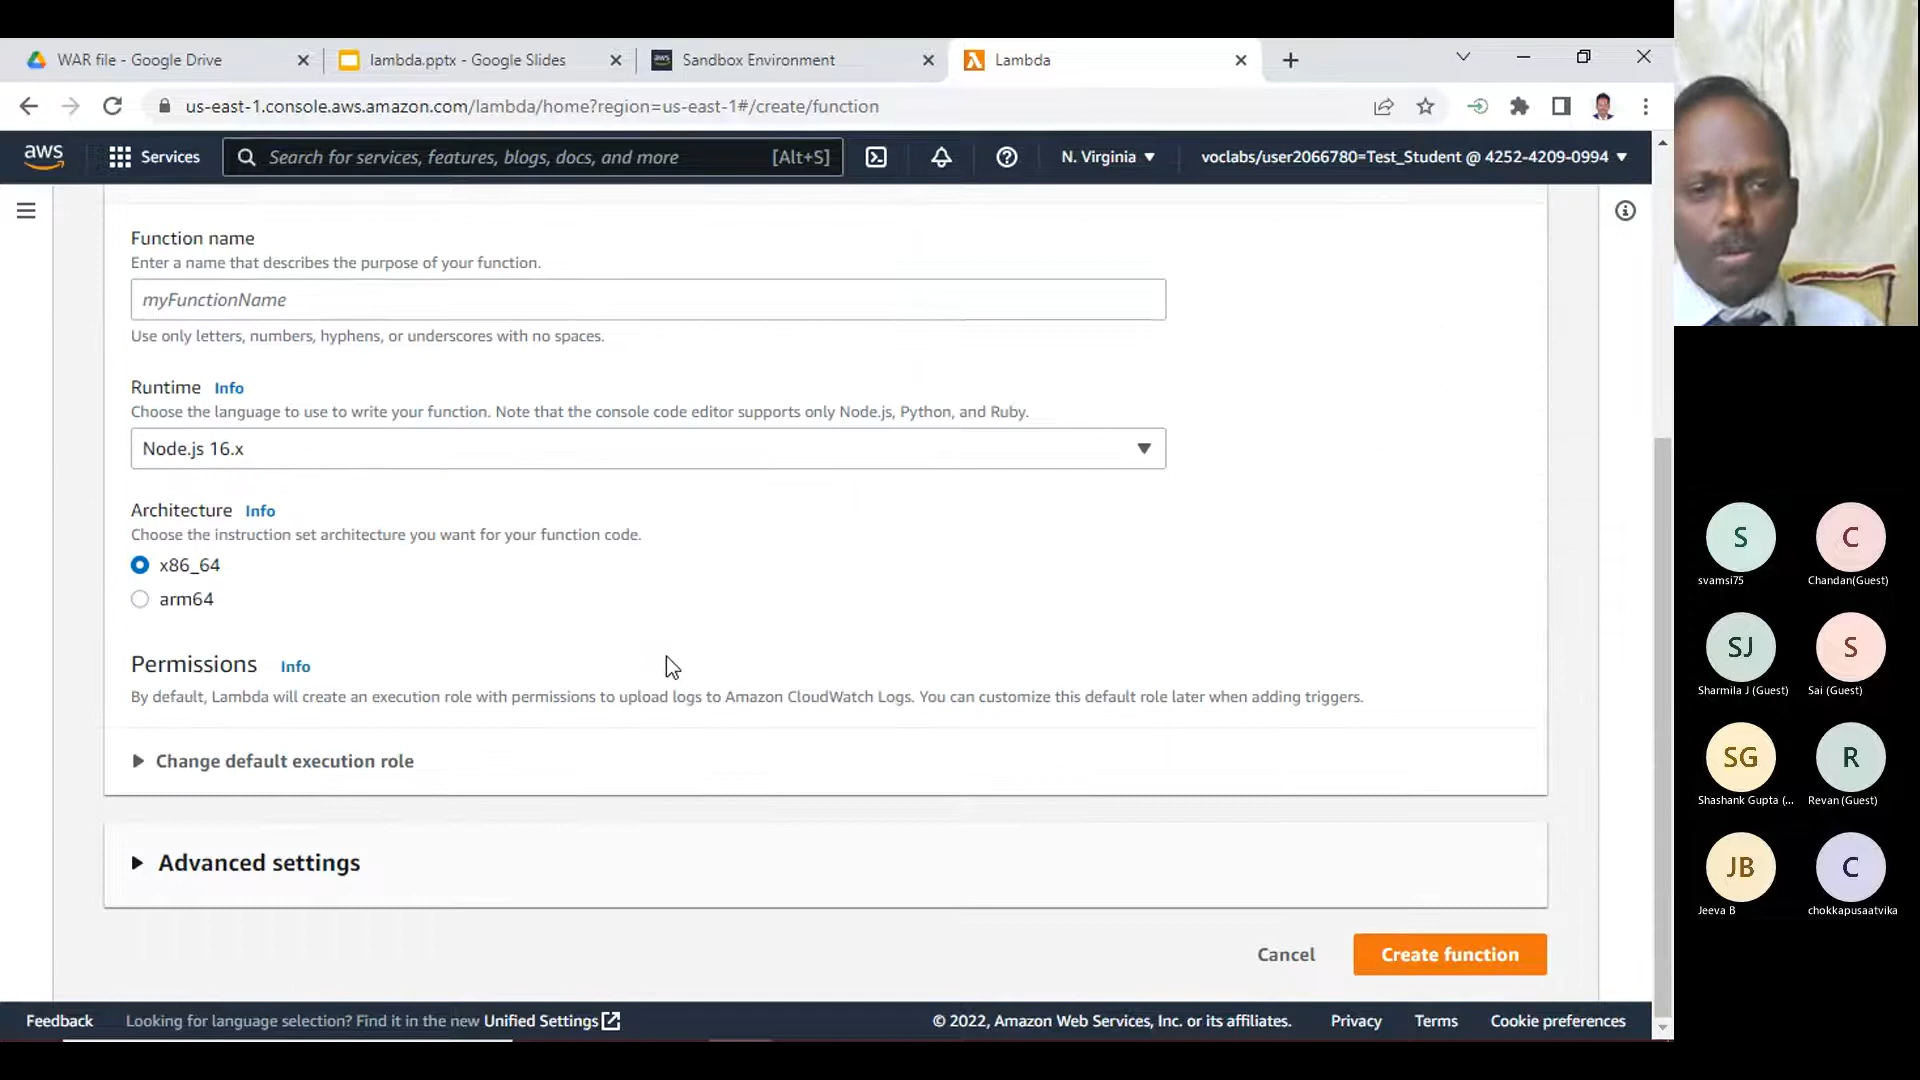 WAR file - Google Drive
lambda.pptx - Google Slides
Sandbox Environment
Lambda
us-east-1.console.aws.amazon.com/lambda/home?region=us-east-1#/create/function
aws
Services
Search for services, features, blogs, docs, and more
[Alt+S]
N. Virginia
voclabs/user2066780=Test_Student @ 4252-4209-0994
Function name
Enter a name that describes the purpose of your function.
myFunctionName
Use only letters, numbers, hyphens, or underscores with no spaces.
Runtime Info
Choose the language to use to write your function. Note that the console code editor supports only Node.js, Python, and Ruby.
Node.js 16.x
Architecture Info
Choose the instruction set architecture you want for your function code.
x86_64
arm64
Permissions Info
By default, Lambda will create an execution role with permissions to upload logs to Amazon CloudWatch Logs. You can customize this default role later when adding triggers.
Change default execution role
Advanced settings
Cancel
Create function
Feedback
Looking for language selection? Find it in the new Unified Settings
© 2022, Amazon Web Services, Inc. or its affiliates.
Privacy
Terms
Cookie preferences
S
svamsi75
C
Chandan(Guest)
SJ
Sharmila J (Guest)
S
Sai (Guest)
SG
Shashank Gupta (...
R
Revan (Guest)
JB
Jeeva B
C
chokkapusaatvika